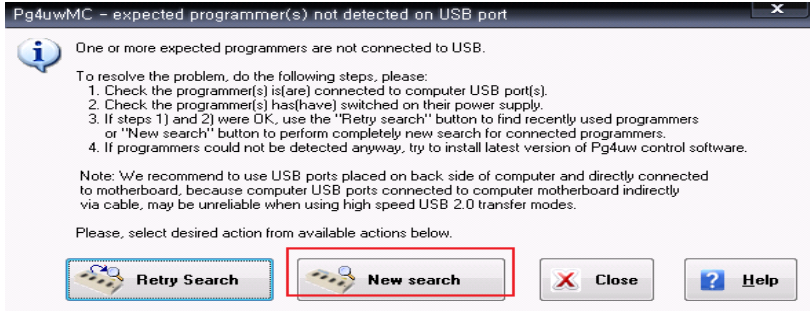 Pg4uwMC - expected programmer(s) not detected on USB port
x
One or more expected programmers are not connected to USB.
To resolve the problem, do the following steps, please:
1. Check the programmer(s) is(are) connected to computer USB port(s).
2. Check the programmer(s) has(have) switched on their power supply.
3. If steps 1) and 2) were OK, use the "Retry search" button to find recently used programmers
or "New search" button to perform completely new search for connected programmers.
4. If programmers could not be detected anyway, try to install latest version of Pg4uw control software.
Note: We recommend to use USB ports placed on back side of computer and directly connected
to motherboard, because computer USB ports connected to computer motherboard indirectly
via cable, may be unreliable when using high speed USB 2.0 transfer modes.
Please, select desired action from available actions below.
Retry Search New search Close Help